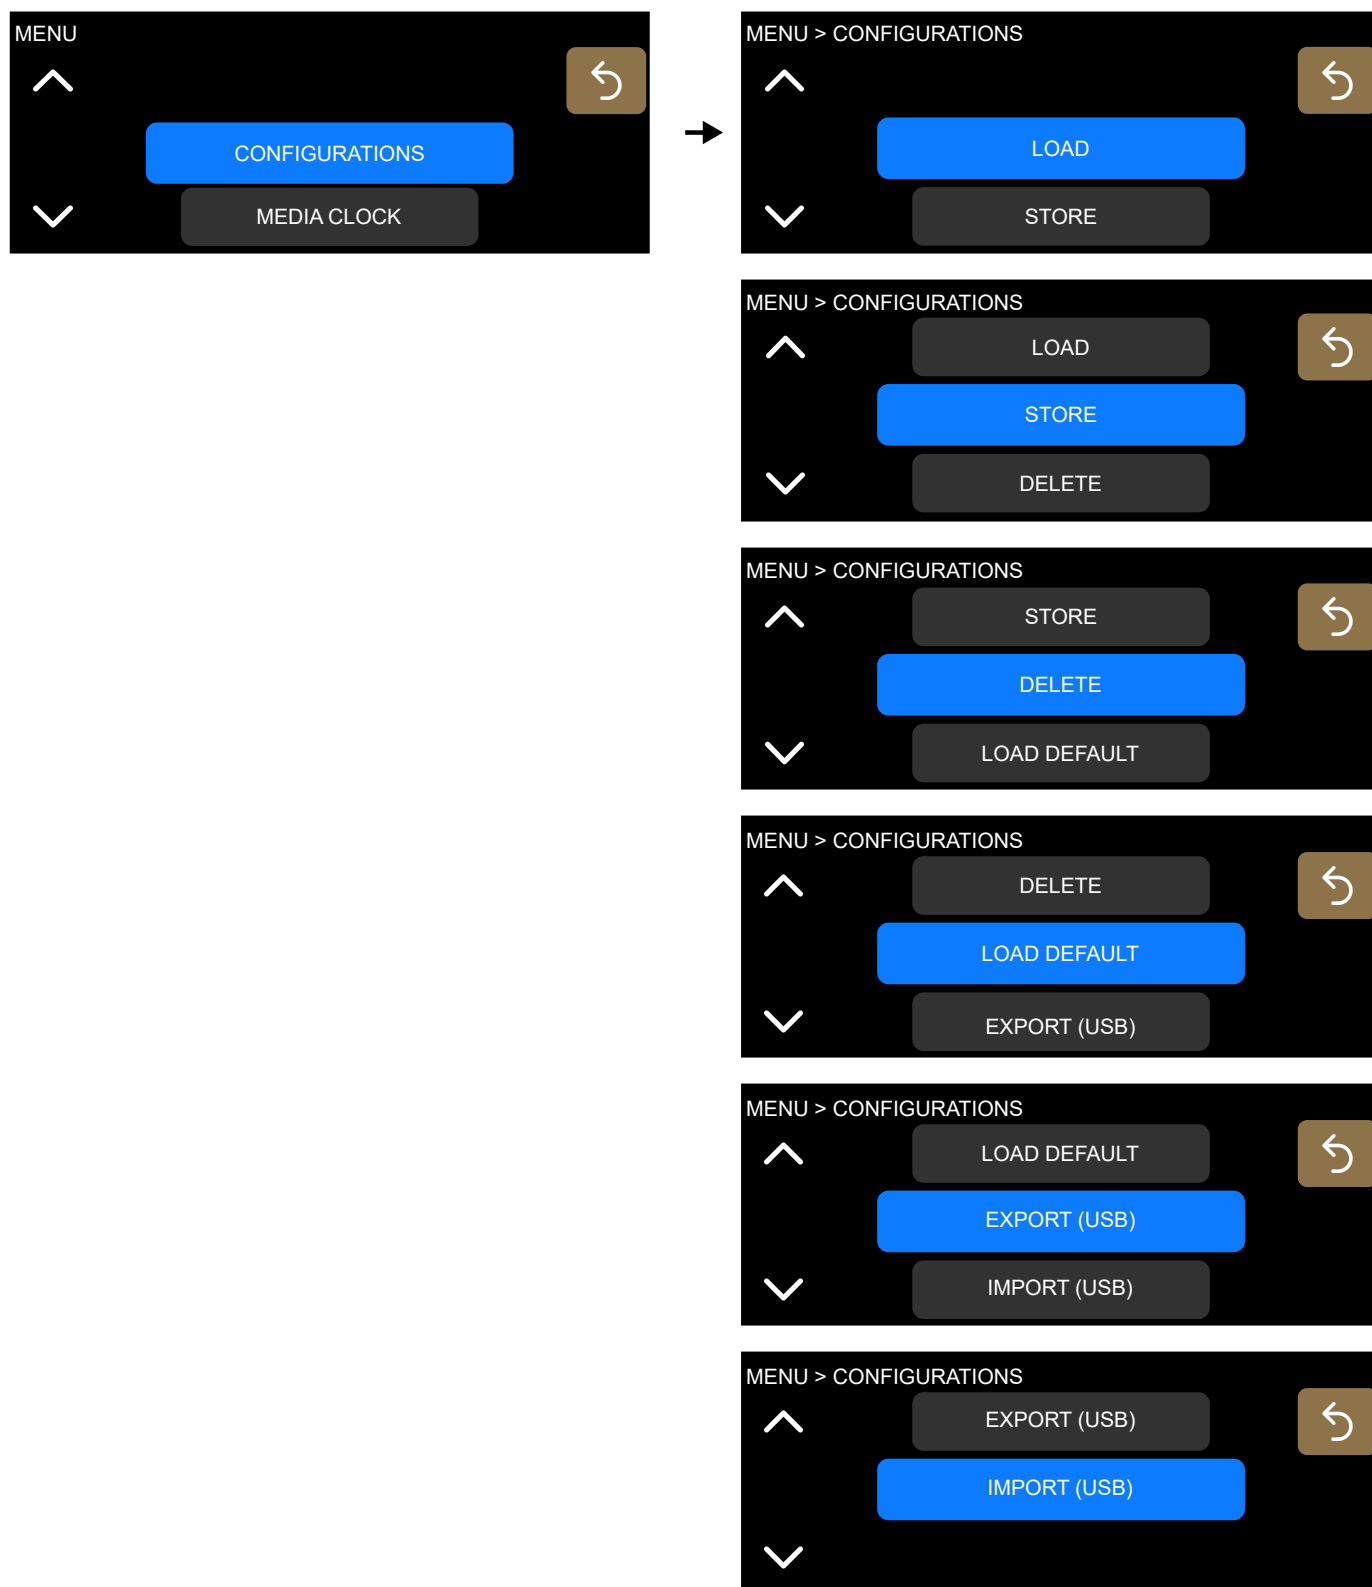 MENU
CONFIGURATIONS
MEDIA CLOCK
MENU > CONFIGURATIONS
LOAD
STORE
MENU > CONFIGURATIONS
LOAD
STORE
DELETE
MENU > CONFIGURATIONS
STORE
DELETE
LOAD DEFAULT
MENU > CONFIGURATIONS
DELETE
LOAD DEFAULT
EXPORT (USB)
MENU > CONFIGURATIONS
LOAD DEFAULT
EXPORT (USB)
IMPORT (USB)
MENU > CONFIGURATIONS
EXPORT (USB)
IMPORT (USB)